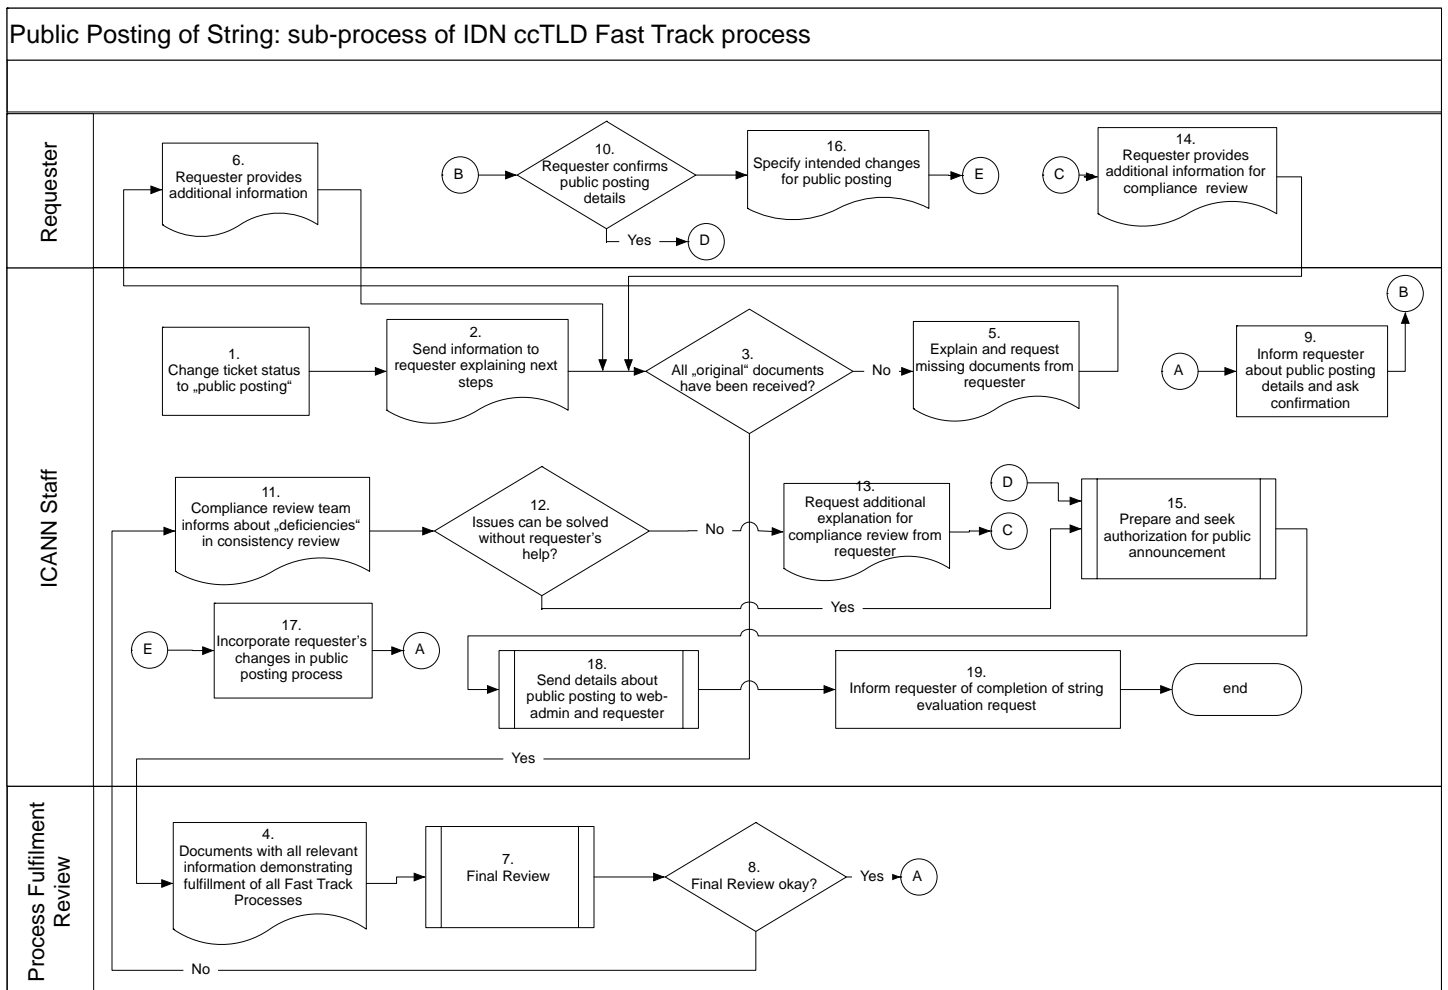 Public Posting of String: sub-process of IDN ccTLD Fast Track process
Requester
6.
Requester provides
additional information
B
10.
Requester confirms
public posting
details
Yes
D
16.
Specify intended changes
for public posting
E
C
14.
Requester provides
additional information for
compliance  review
ICANN Staff
1.
Change ticket status
to „public posting“
2.
Send information to
requester explaining next
steps
3.
All „original“ documents
have been received?
No
5.
Explain and request
missing documents from
requester
A
9.
Inform requester
about public posting
details and ask
confirmation
B
11.
Compliance review team
informs about „deficiencies“
in consistency review
12.
Issues can be solved
without requester’s
help?
No
13.
Request additional
explanation for
compliance review from
requester
D
C
15.
Prepare and seek
authorization for public
announcement
Yes
E
17.
Incorporate requester’s
changes in public
posting process
A
18.
Send details about
public posting to web-
admin and requester
19.
Inform requester of completion of string
evaluation request
end
Yes
Process Fulfilment
Review
4.
Documents with all relevant
information demonstrating
fulfillment of all Fast Track
Processes
7.
Final Review
8.
Final Review okay?
Yes
A
No